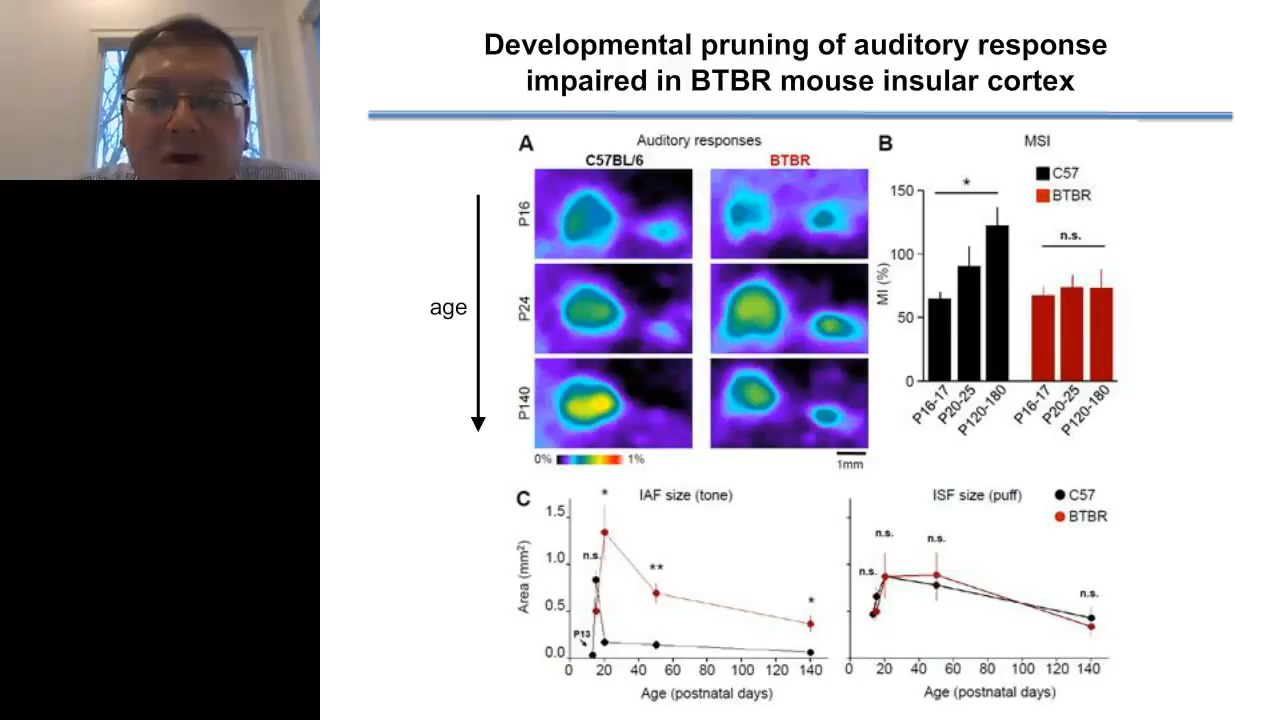 Developmental pruning of auditory response
impaired in BTBR mouse insular cortex
age
A
Auditory responses
C57BL/6
BTBR
P16
P24
P140
0%
1%
1mm
B
MSI
C57
BTBR
MI (%)
150
100
50
0
*
n.s.
P16-17
P20-25
P120-180
P16-17
P20-25
P120-180
C
IAF size (tone)
Area (mm²)
1.5
1.0
0.5
0.0
*
n.s.
**
*
P13
0 20 40 60 80 100 120 140
Age (postnatal days)
ISF size (puff)
C57
BTBR
n.s.
n.s.
n.s.
n.s.
0 20 40 60 80 100 120 140
Age (postnatal days)